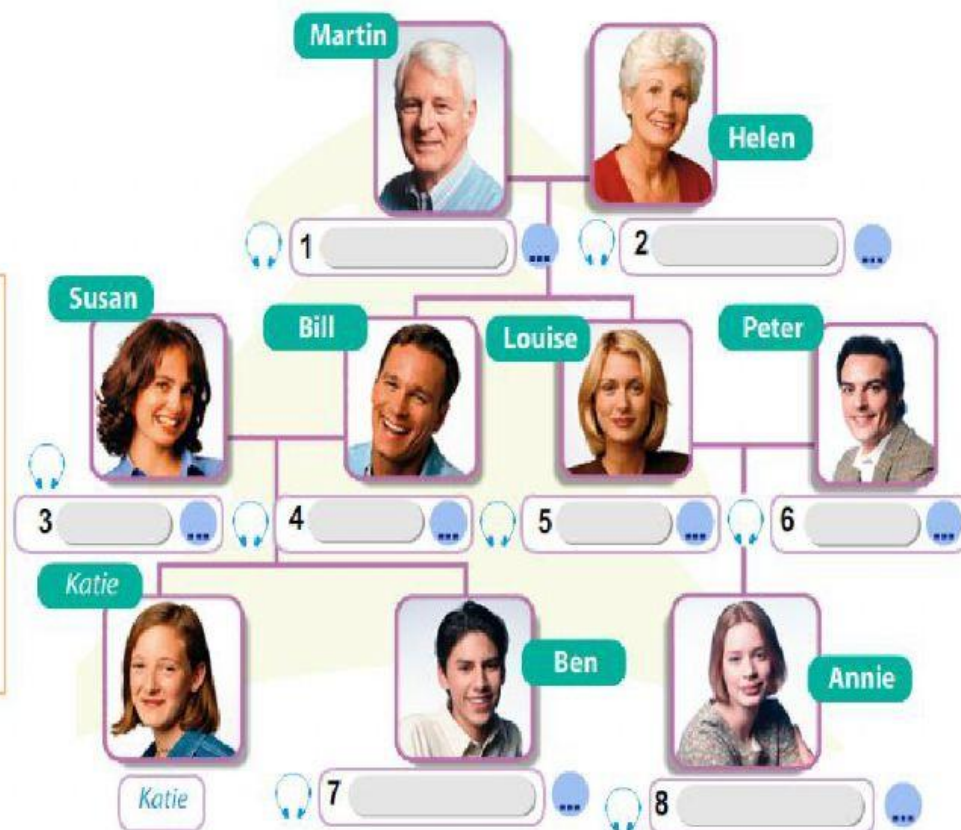 Martin
Helen
1 ...
2 ...
Susan
Bill
Louise
Peter
3 ...
4 ...
5 ...
6 ...
Katie
Ben
Annie
Katie
7 ...
8 ...